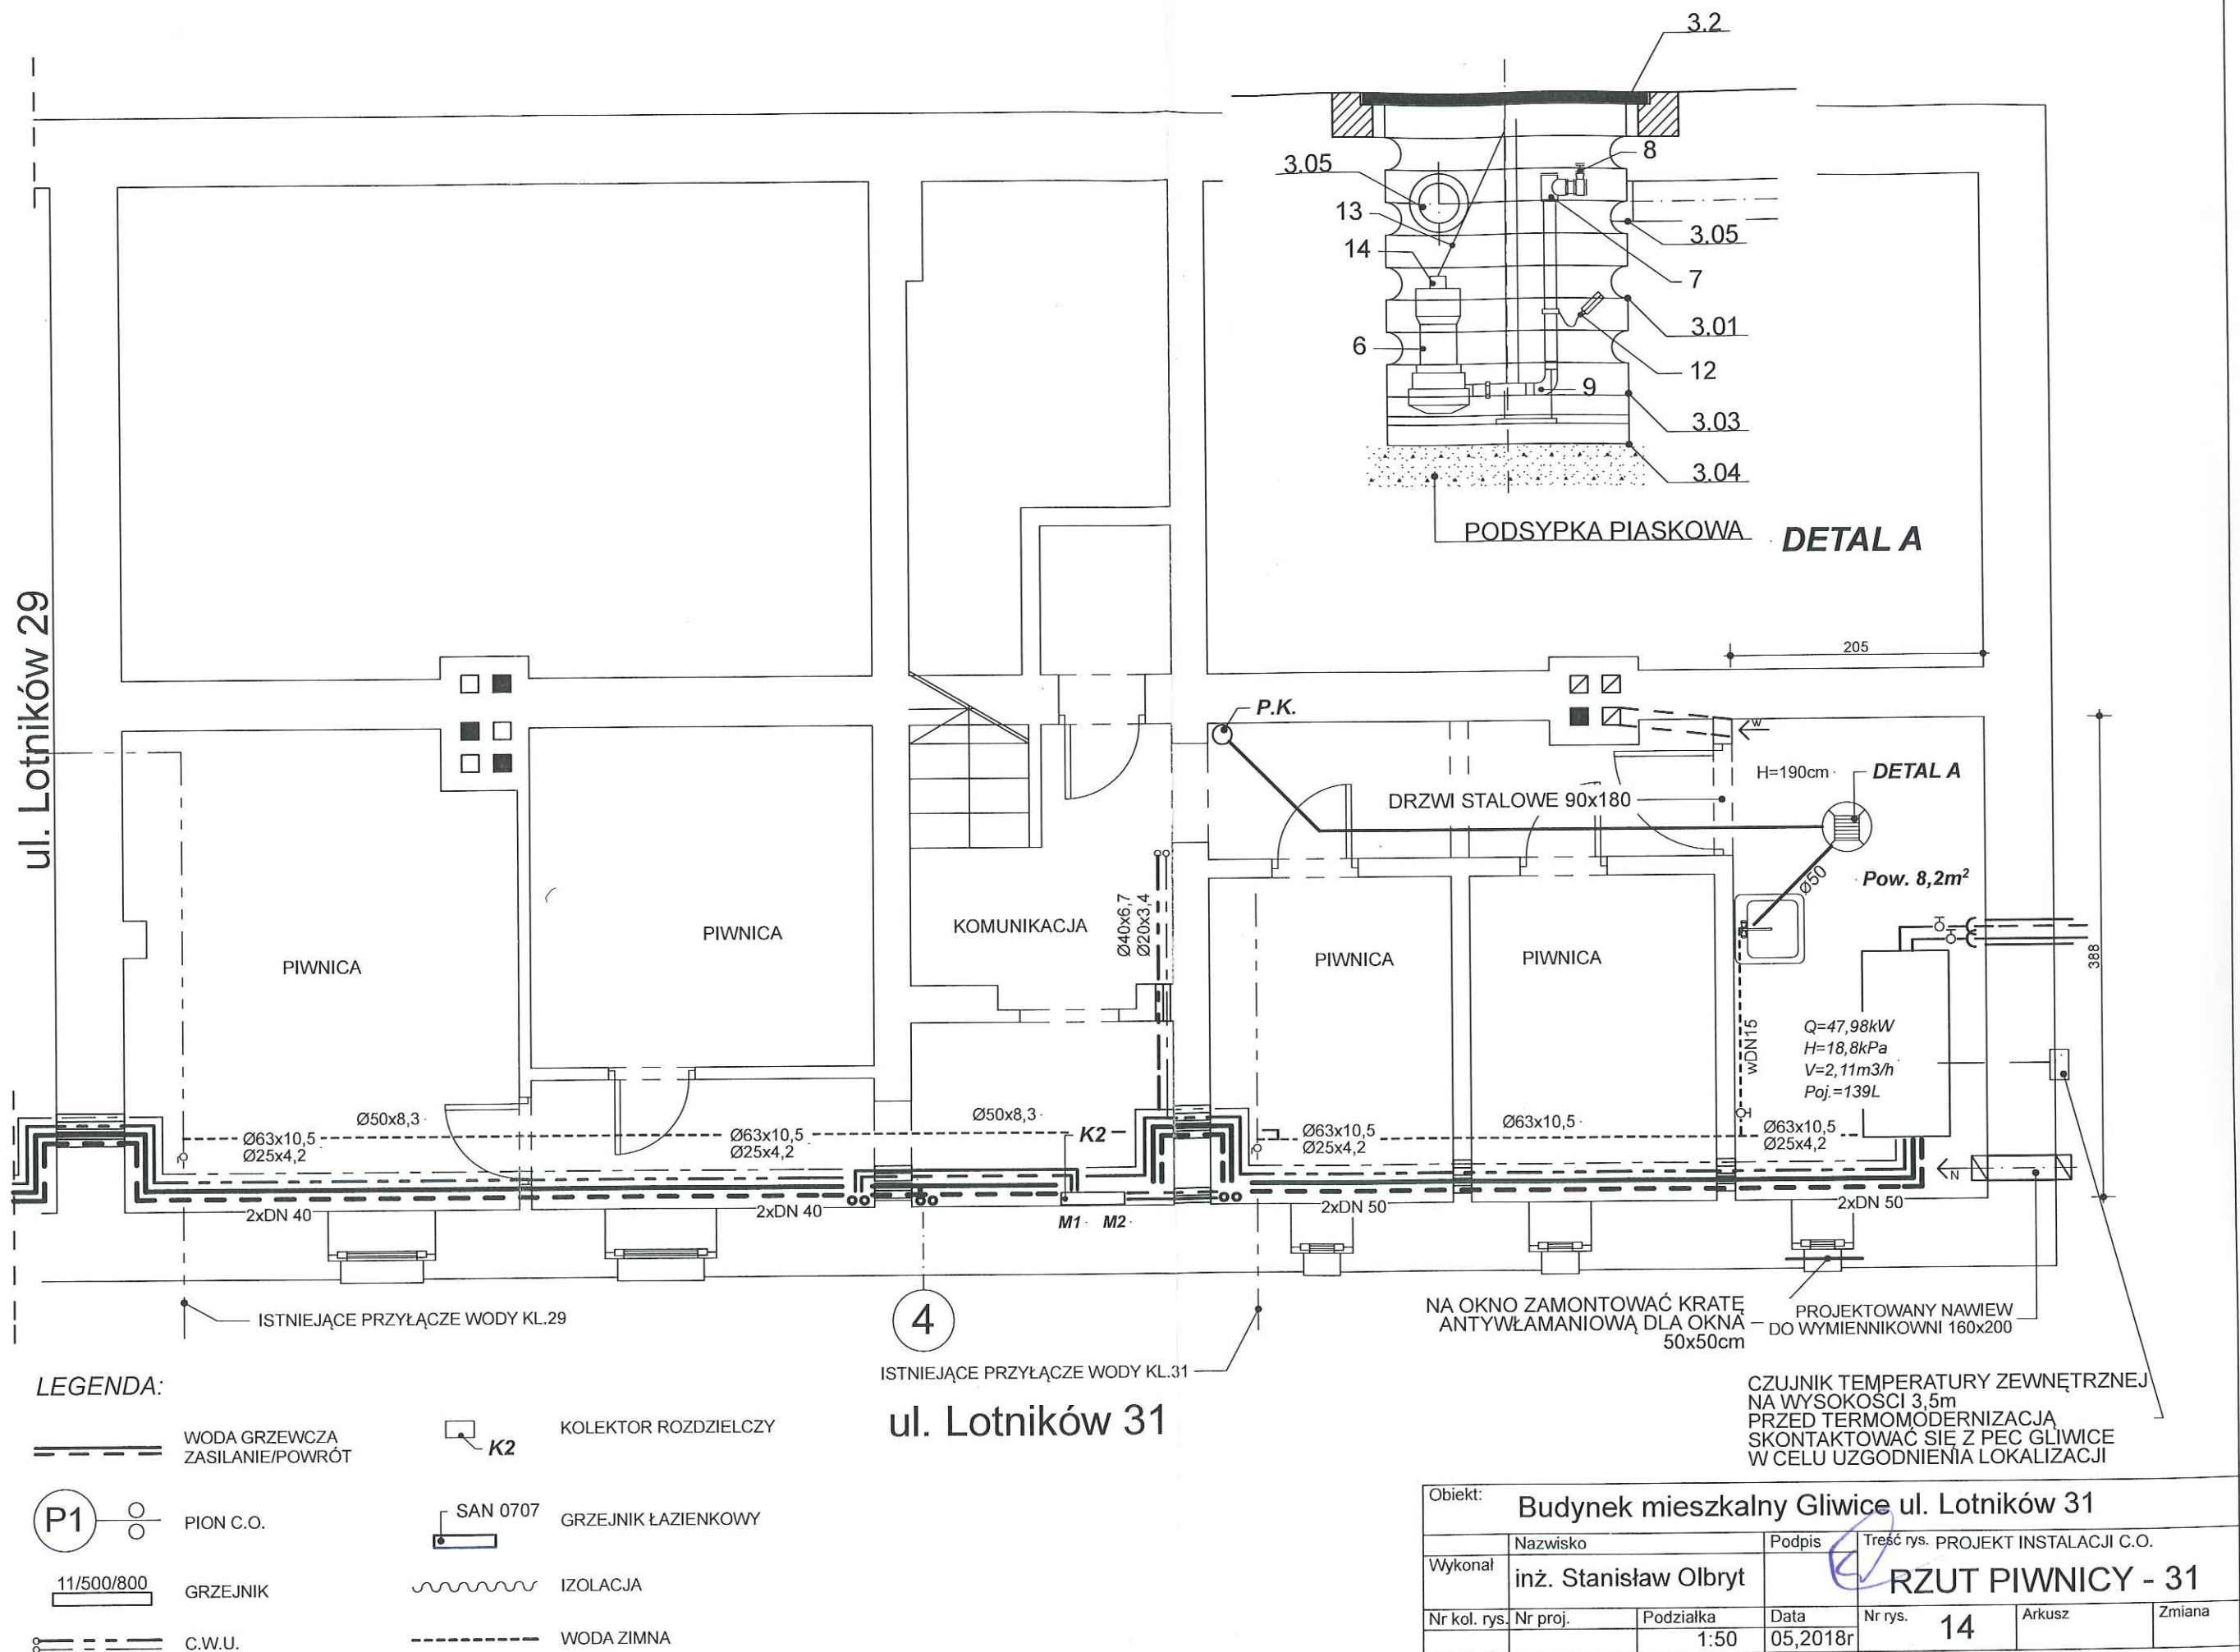 3.2
3.05
8
13
3.05
14
7
3.01
6
12
9
3.03
3.04
PODSYPKA PIASKOWA
DETAL A
ul. Lotników 29
205
P.K.
W
H=190cm
DETAL A
DRZWI STALOWE 90x180
Ø50
Pow. 8,2m²
388
PIWNICA
PIWNICA
KOMUNIKACJA
Ø40x6,7
Ø20x3,4
PIWNICA
PIWNICA
wDN15
Q=47,98kW
H=18,8kPa
V=2,11m3/h
Poj.=139L
Ø50x8,3
Ø63x10,5
Ø25x4,2
Ø63x10,5
Ø25x4,2
Ø50x8,3
K2
Ø63x10,5
Ø25x4,2
Ø63x10,5
Ø63x10,5
Ø25x4,2
N
2xDN 40
2xDN 40
M1 M2
2xDN 50
2xDN 50
ISTNIEJĄCE PRZYŁĄCZE WODY KL.29
4
ISTNIEJĄCE PRZYŁĄCZE WODY KL.31
ul. Lotników 31
NA OKNO ZAMONTOWAĆ KRATĘ
ANTYWŁAMANIOWĄ DLA OKNA
50x50cm
PROJEKTOWANY NAWIEW
DO WYMIENNIKOWNI 160x200
CZUJNIK TEMPERATURY ZEWNĘTRZNEJ
NA WYSOKOŚCI 3,5m
PRZED TERMOMODERNIZACJĄ
SKONTAKTOWAĆ SIĘ Z PEC GLIWICE
W CELU UZGODNIENIA LOKALIZACJI
LEGENDA:
WODA GRZEWCZA
ZASILANIE/POWRÓT
K2
KOLEKTOR ROZDZIELCZY
P1
PION C.O.
SAN 0707
GRZEJNIK ŁAZIENKOWY
11/500/800
GRZEJNIK
IZOLACJA
C.W.U.
WODA ZIMNA
Obiekt:
Budynek mieszkalny Gliwice ul. Lotników 31
Nazwisko
Podpis
Treść rys. PROJEKT INSTALACJI C.O.
Wykonał
inż. Stanisław Olbryt
RZUT PIWNICY - 31
Nr kol. rys.
Nr proj.
Podziałka
1:50
Data
05,2018r
Nr rys.
14
Arkusz
Zmiana